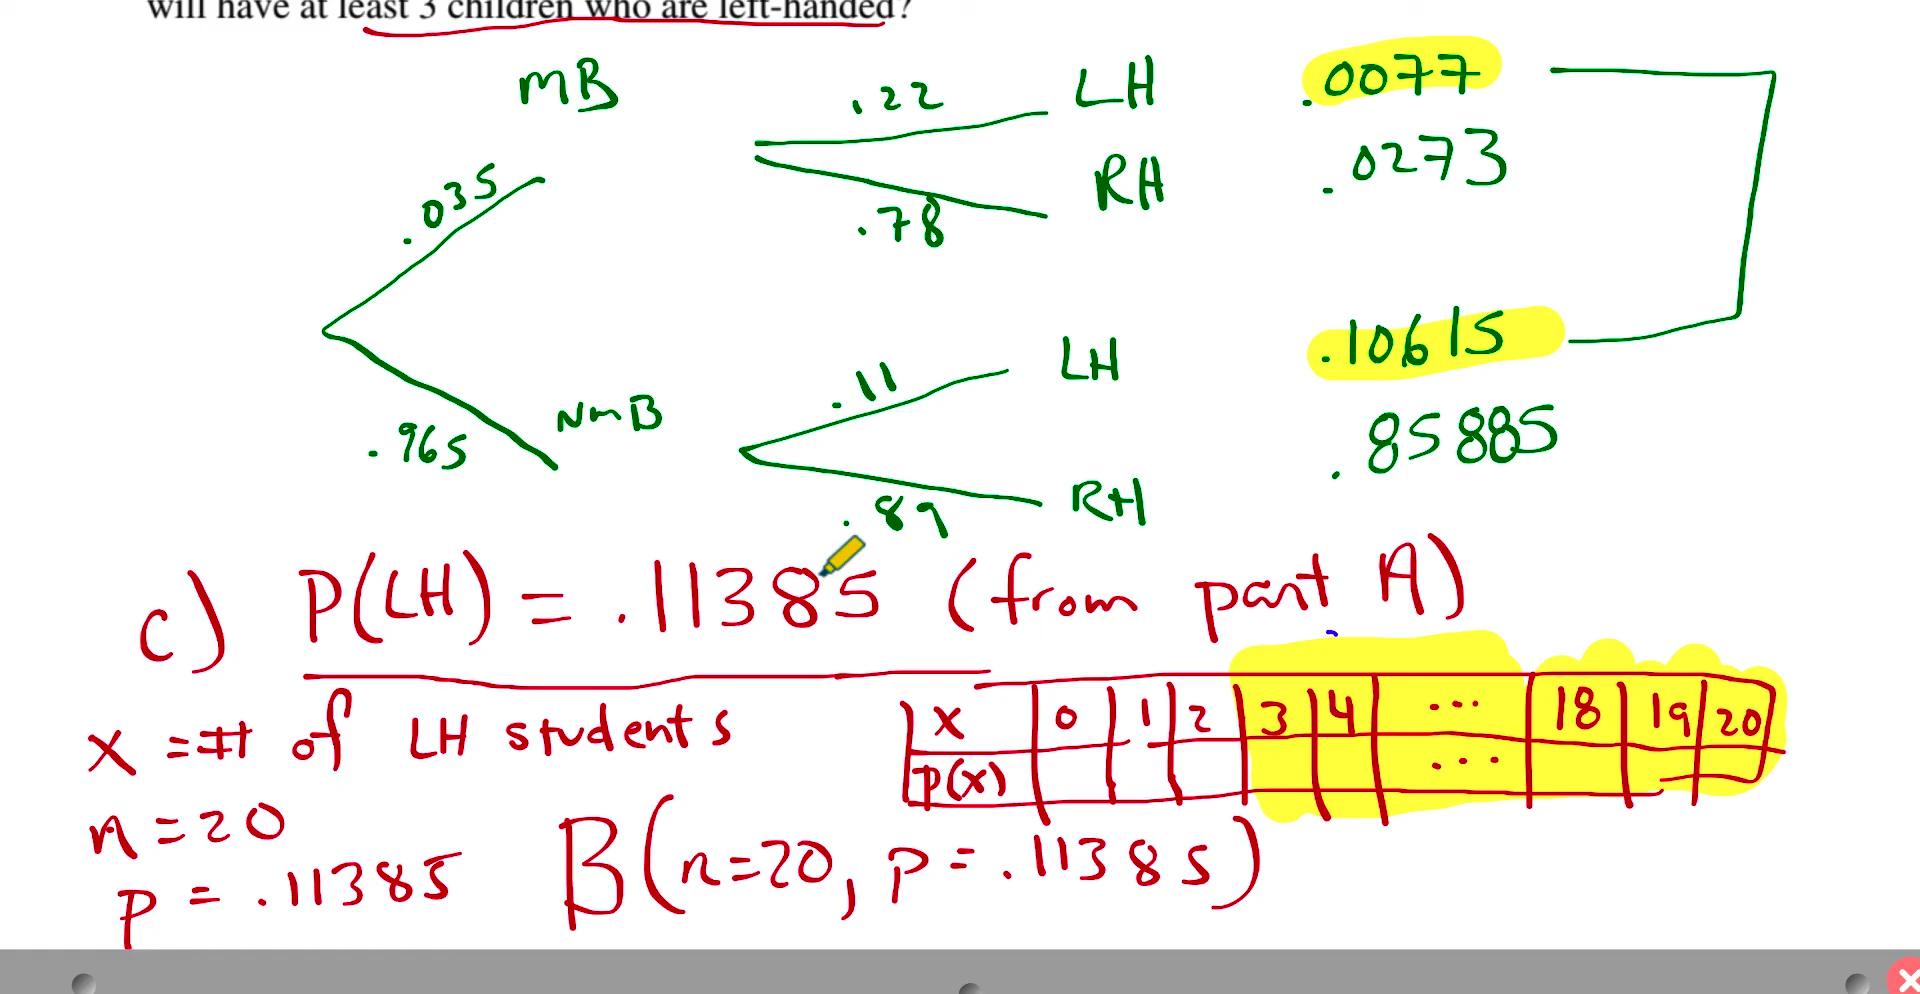 will have at least 3 children who are left-handed?
MB .22 LH .0077
.035 .78 RH .0273
.965 NmB .11 LH .10615
.89 RH .85885
c) P(LH) = .11385 (from part A)
x = # of LH students
x 0 1 2 3 4 ... 18 19 20
p(x) ...
n = 20
p = .11385 B(n=20, p = .11385)